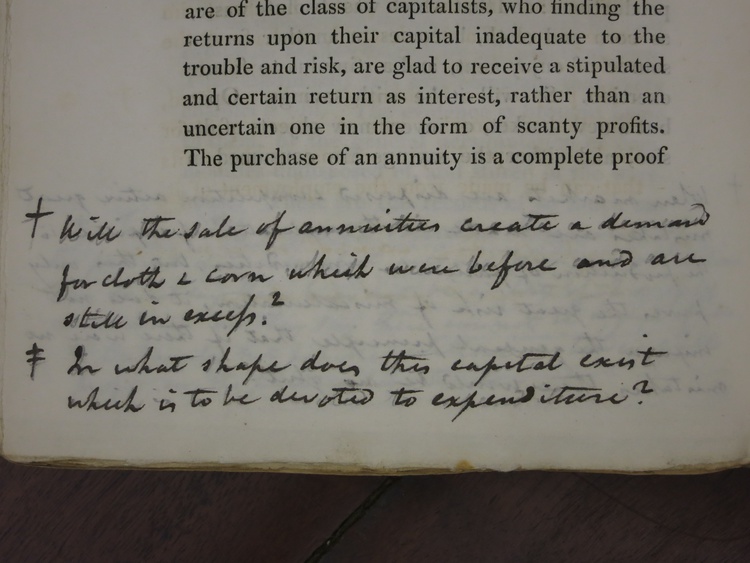 are of the class of capitalists, who finding the
returns upon their capital inadequate to the
trouble and risk, are glad to receive a stipulated
and certain return as interest, rather than an
uncertain one in the form of scanty profits.
The purchase of an annuity is a complete proof
† Will the sale of annuities create a demand
for cloth & corn which were before and are
still in excess?
‡ In what shape does this capital exist
which is to be devoted to expenditure?